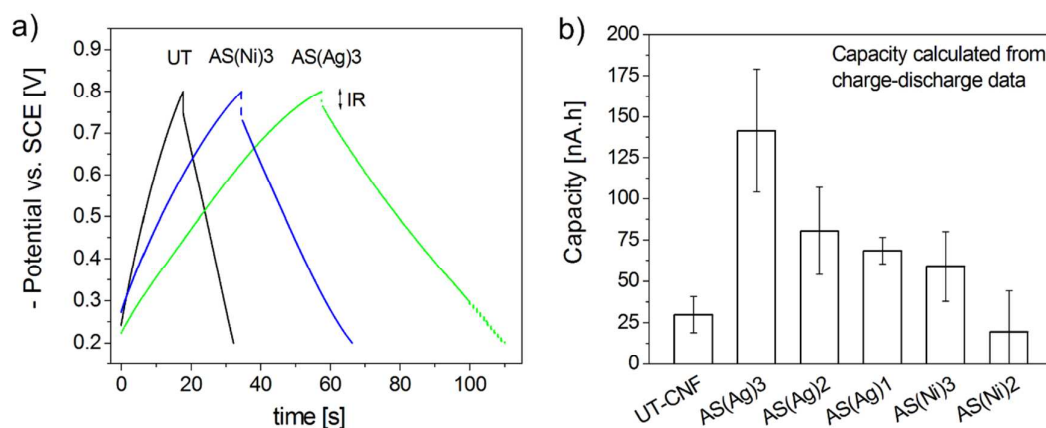 a)
UT AS(Ni)3 AS(Ag)3
IR
0.9
0.8
0.7
0.6
0.5
0.4
0.3
0.2
- Potential vs. SCE [V]
0 20 40 60 80 100
time [s]
b)
Capacity calculated from
charge-discharge data
200
175
150
125
100
75
50
25
0
Capacity [nA.h]
UT-CNF AS(Ag)3 AS(Ag)2 AS(Ag)1 AS(Ni)3 AS(Ni)2